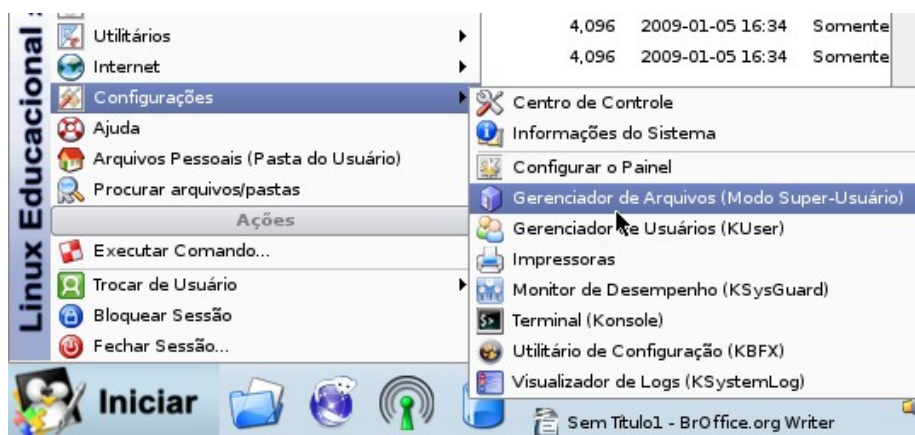 Linux Educacional
Utilitários
Internet
Configurações
Ajuda
Arquivos Pessoais (Pasta do Usuário)
Procurar arquivos/pastas
Ações
Executar Comando...
Trocar de Usuário
Bloquear Sessão
Fechar Sessão...
4,096 2009-01-05 16:34 Somente
4,096 2009-01-05 16:34 Somente
Centro de Controle
Informações do Sistema
Configurar o Painel
Gerenciador de Arquivos (Modo Super-Usuário)
Gerenciador de Usuários (KUser)
Impressoras
Monitor de Desempenho (KSysGuard)
Terminal (Konsole)
Utilitário de Configuração (KBFX)
Visualizador de Logs (KSystemLog)
Iniciar
Sem Título1 - BrOffice.org Writer